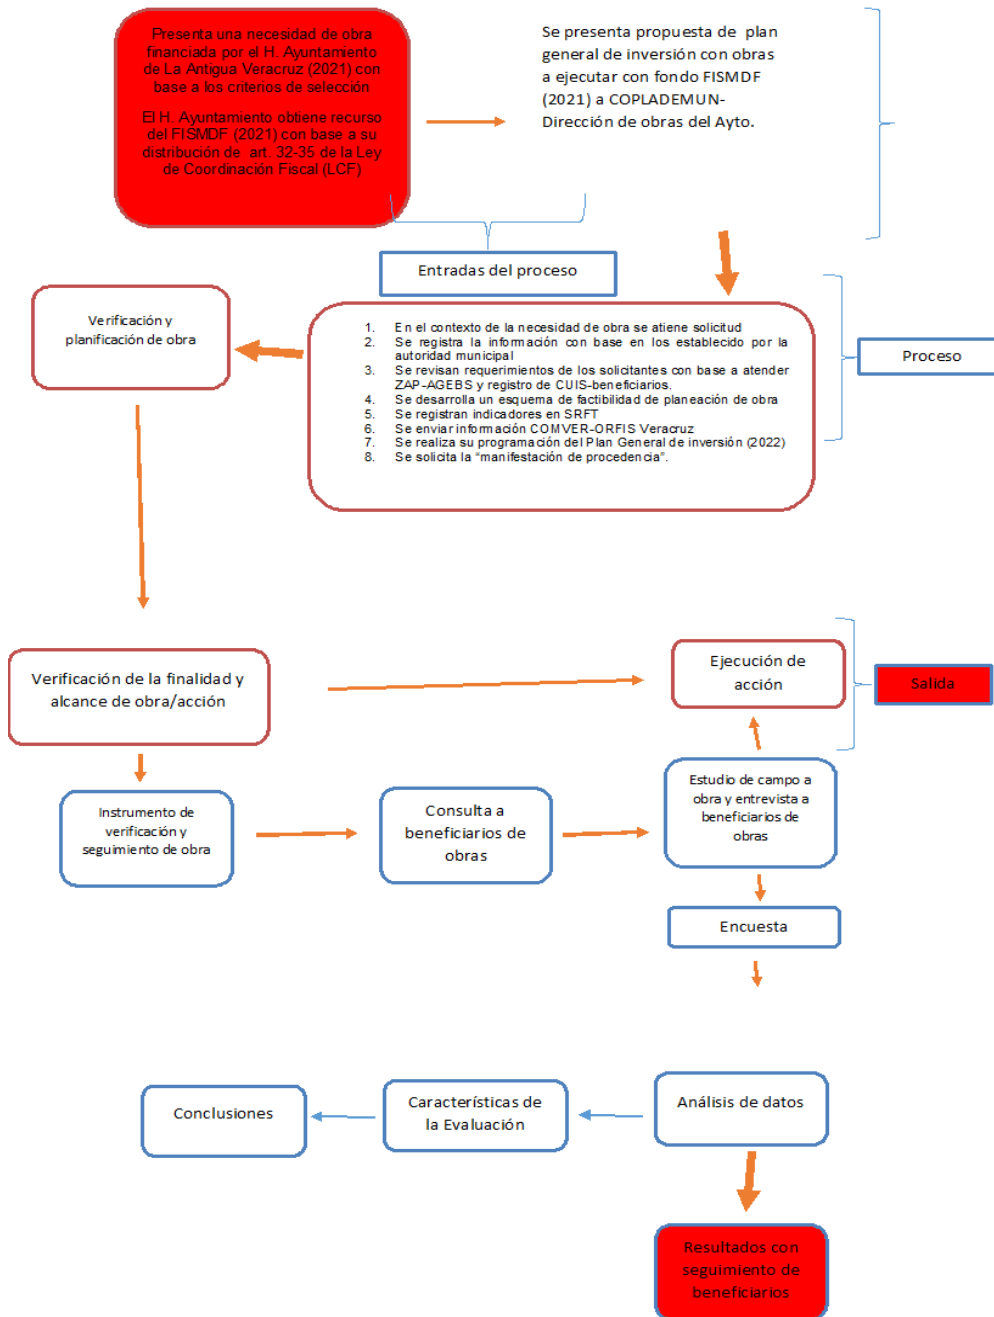 Presenta una necesidad de obra
financiada por el H. Ayuntamiento
de La Antigua Veracruz (2021) con
base a los criterios de selección
El H. Ayuntamiento obtiene recurso
del FISMDF (2021) con base a su
distribución de art. 32-35 de la Ley
de Coordinación Fiscal (LCF)
Se presenta propuesta de plan
general de inversión con obras
a ejecutar con fondo FISMDF
(2021) a COPLADEMUN-
Dirección de obras del Ayto.
Entradas del proceso
Verificación y
planificación de obra
1. En el contexto de la necesidad de obra se atiene solicitud
2. Se registra la información con base en los establecido por la
autoridad municipal
3. Se revisan requerimientos de los solicitantes con base a atender
ZAP-AGEBS y registro de CUIS-beneficiarios.
4. Se desarrolla un esquema de factibilidad de planeación de obra
5. Se registran indicadores en SRFT
6. Se enviar información COMVER-ORFIS Veracruz
7. Se realiza su programación del Plan General de inversión (2022)
8. Se solicita la “manifestación de procedencia”.
Proceso
Verificación de la finalidad y
alcance de obra/acción
Ejecución de
acción
Salida
Instrumento de
verificación y
seguimiento de obra
Consulta a
beneficiarios de
obras
Estudio de campo a
obra y entrevista a
beneficiarios de
obras
Encuesta
Conclusiones
Características de
la Evaluación
Análisis de datos
Resultados con
seguimiento de
beneficiarios